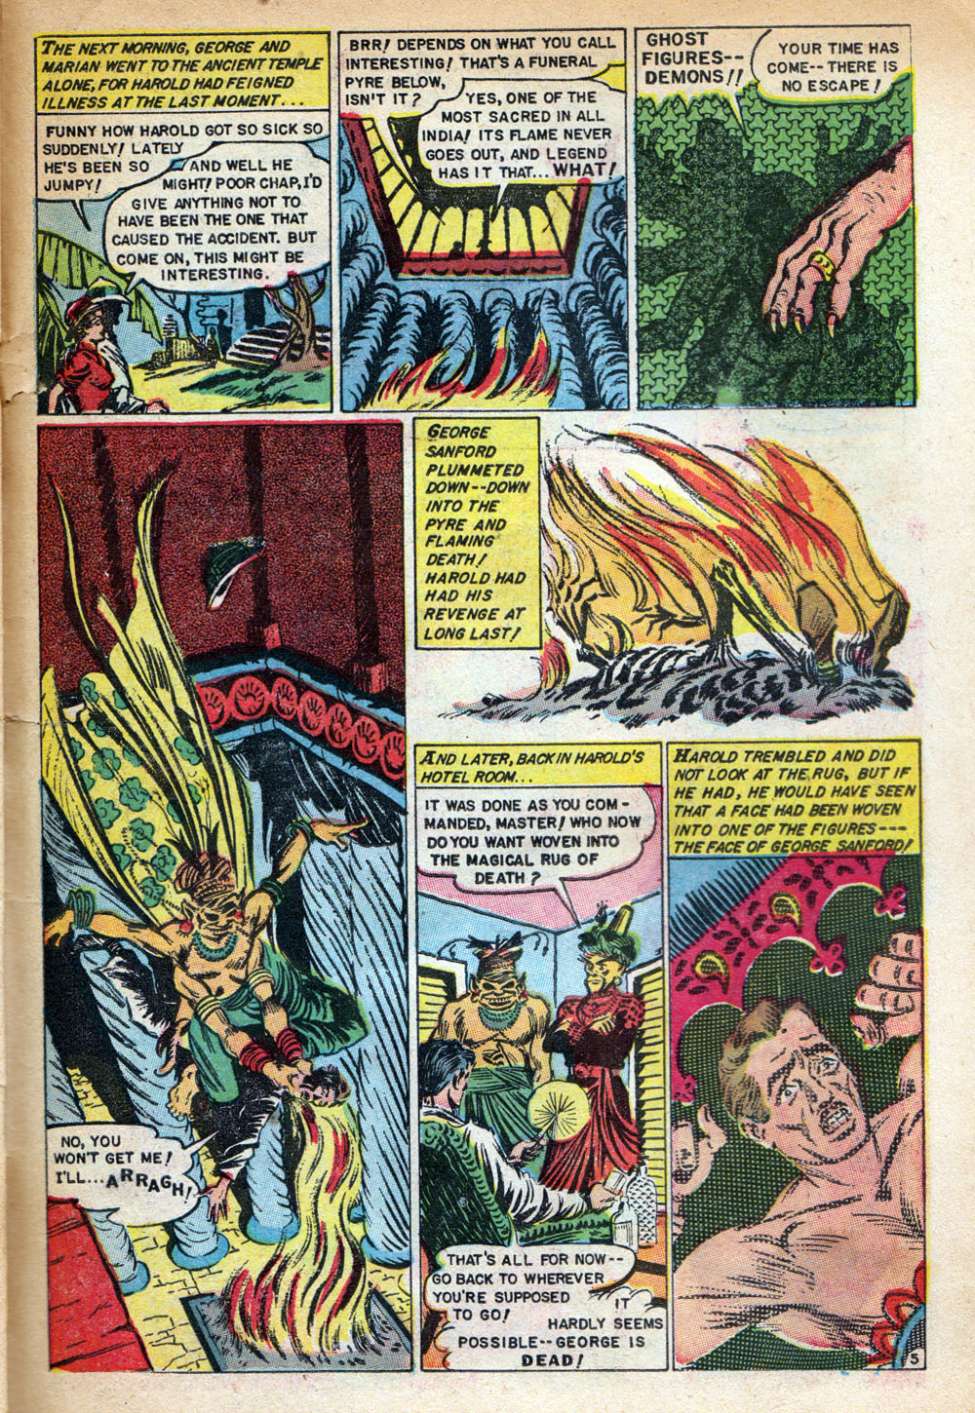 THE NEXT MORNING, GEORGE AND
MARIAN WENT TO THE ANCIENT TEMPLE
ALONE, FOR HAROLD HAD FEIGNED
ILLNESS AT THE LAST MOMENT...
FUNNY HOW HAROLD GOT SO SICK SO
SUDDENLY! LATELY
HE'S BEEN SO
JUMPY!
AND WELL HE
MIGHT! POOR CHAP, I'D
GIVE ANYTHING NOT TO
HAVE BEEN THE ONE THAT
CAUSED THE ACCIDENT. BUT
COME ON, THIS MIGHT BE
INTERESTING.
BRR! DEPENDS ON WHAT YOU CALL
INTERESTING! THAT'S A FUNERAL
PYRE BELOW,
ISN'T IT?
YES, ONE OF THE
MOST SACRED IN ALL
INDIA! ITS FLAME NEVER
GOES OUT, AND LEGEND
HAS IT THAT... WHAT!
GHOST
FIGURES--
DEMONS!!
YOUR TIME HAS
COME-- THERE IS
NO ESCAPE!
NO, YOU
WON'T GET ME!
I'LL... ARRAGH!
GEORGE
SANFORD
PLUMMETED
DOWN--DOWN
INTO THE
PYRE AND
FLAMING
DEATH!
HAROLD HAD
HAD HIS
REVENGE AT
LONG LAST!
AND LATER, BACK IN HAROLD'S
HOTEL ROOM...
IT WAS DONE AS YOU COM-
MANDED, MASTER! WHO NOW
DO YOU WANT WOVEN INTO
THE MAGICAL RUG OF
DEATH?
THAT'S ALL FOR NOW--
GO BACK TO WHEREVER
YOU'RE SUPPOSED
TO GO!
IT
HARDLY SEEMS
POSSIBLE--GEORGE IS
DEAD!
HAROLD TREMBLED AND DID
NOT LOOK AT THE RUG, BUT IF
HE HAD, HE WOULD HAVE SEEN
THAT A FACE HAD BEEN WOVEN
INTO ONE OF THE FIGURES---
THE FACE OF GEORGE SANFORD!
5